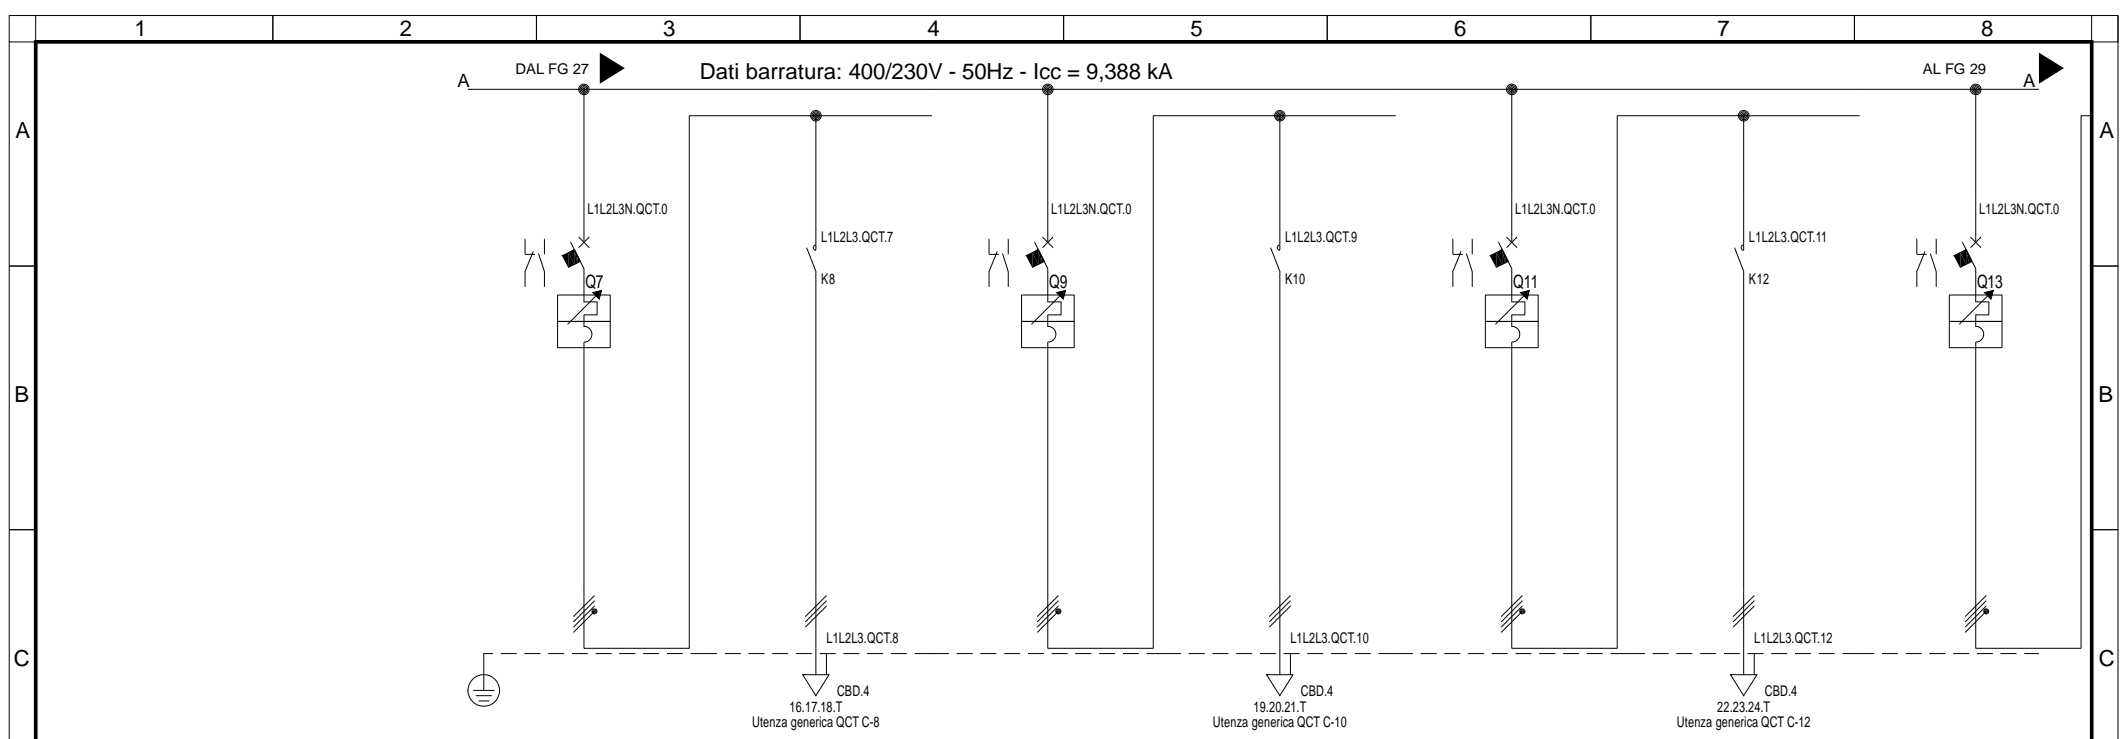 1 2 3 4 5 6 7 8
DAL FG 27 Dati barratura: 400/230V - 50Hz - Icc = 9,388 kA AL FG 29
A A
A A
L1L2L3N.QCT.0 L1L2L3N.QCT.0 L1L2L3N.QCT.0 L1L2L3N.QCT.0
L1L2L3.QCT.7 L1L2L3.QCT.9 L1L2L3.QCT.11
Q7 K8 Q9 K10 Q11 K12 Q13
B B
L1L2L3.QCT.8 L1L2L3.QCT.10 L1L2L3.QCT.12
C C
CBD.4 CBD.4 CBD.4
16.17.18.T 19.20.21.T 22.23.24.T
Utenza generica QCT C-8 Utenza generica QCT C-10 Utenza generica QCT C-12